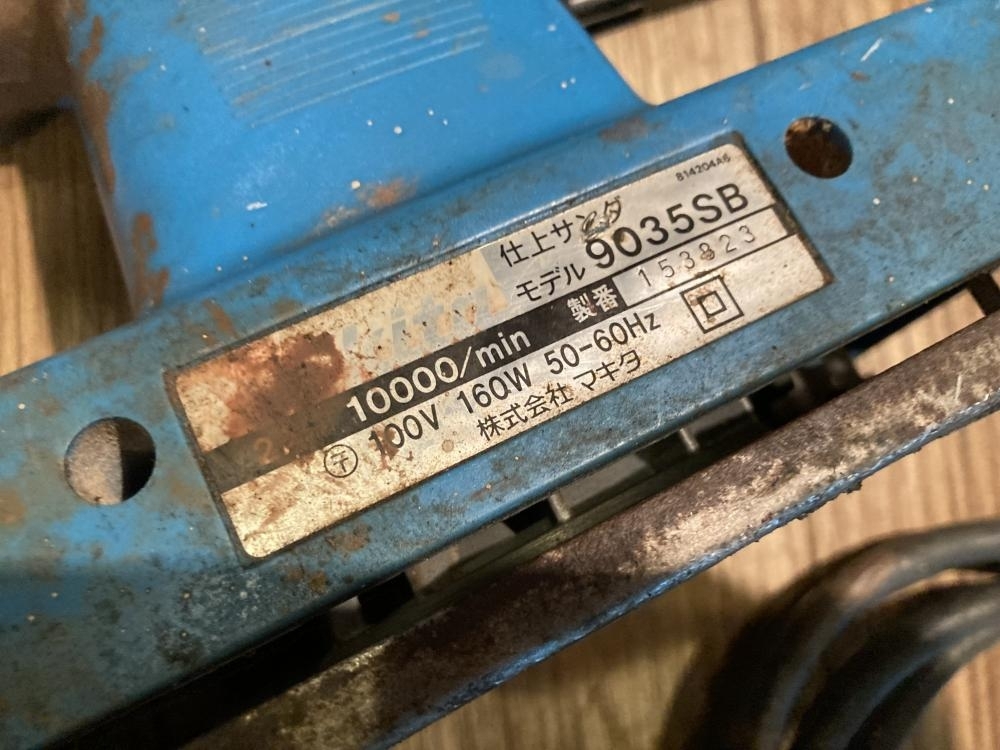 814204A6
仕上サンダ
モデル 9035SB
製番 153823
10000/min
〒 100V 160W 50-60Hz
株式会社 マキタ